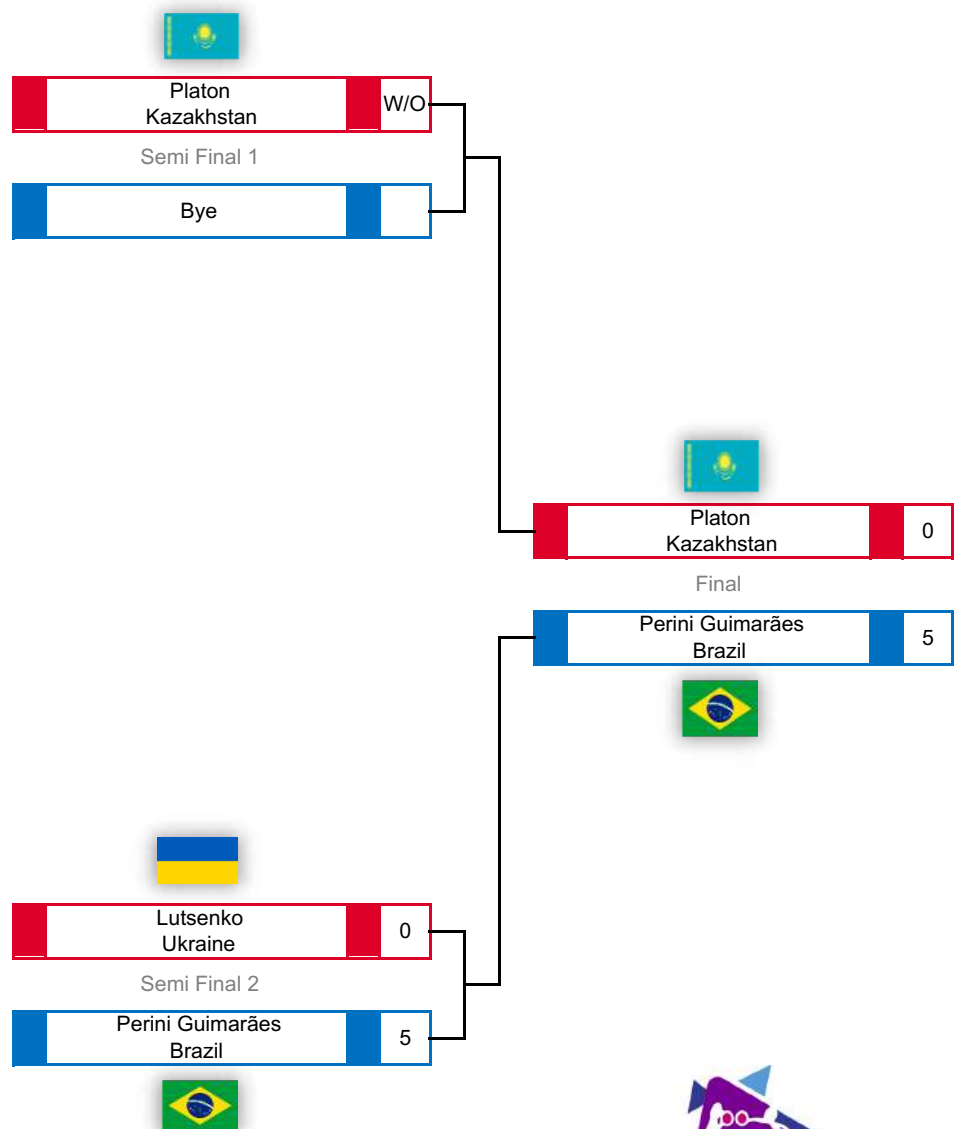 Platon
Kazakhstan
W/O
Semi Final 1
Bye
Platon
Kazakhstan
0
Final
Perini Guimarães
Brazil
5
Lutsenko
Ukraine
0
Semi Final 2
Perini Guimarães
Brazil
5